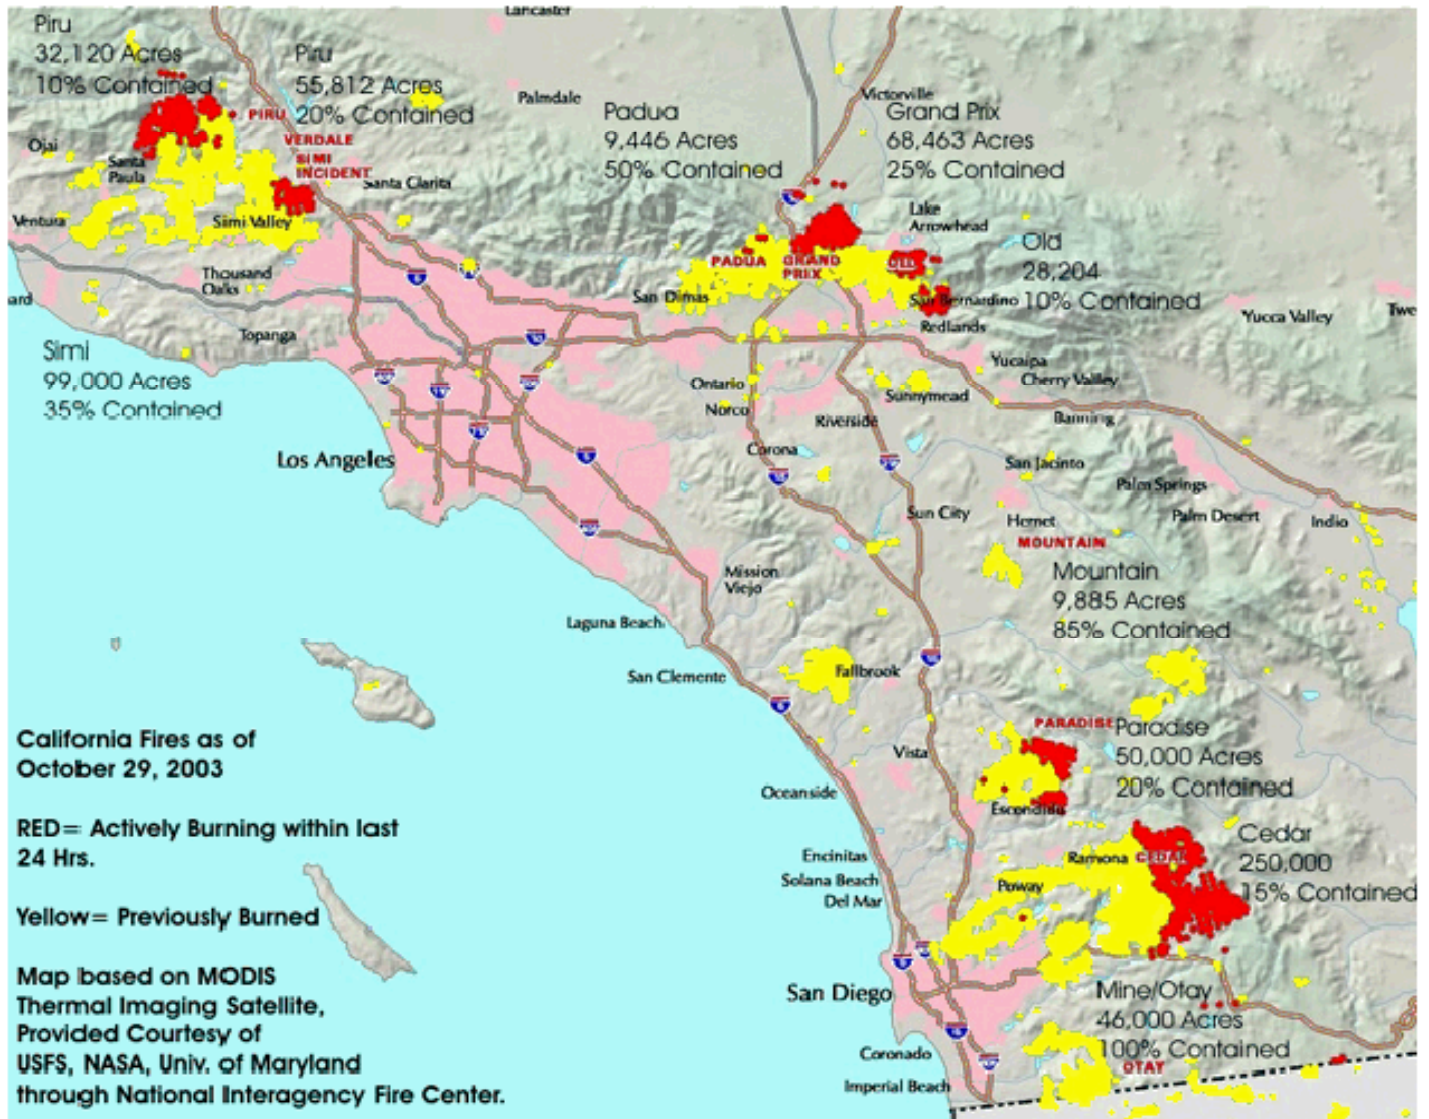 Lancaster
Piru
32,120 Acres
10% Contained
Piru
55,812 Acres
20% Contained
Palmdale
Padua
9,446 Acres
50% Contained
Victorville
Grand Prix
68,463 Acres
25% Contained
PIRU
VERDALE
SIMI
INCIDENT
Ojai
Santa
Paula
Santa Clarita
Ventura
Simi Valley
Lake
Arrowhead
Old
28,204
10% Contained
PADUA
GRAND
PRIX
OLD
Thousand
Oaks
San Dimas
San Bernardino
Redlands
ard
Topanga
Yucca Valley
Twe
Simi
99,000 Acres
35% Contained
Yucaipa
Cherry Valley
Ontario
Norco
Sunnymead
Riverside
Banning
Los Angeles
Corona
San Jacinto
Palm Springs
Sun City
Hemet
Palm Desert
Indio
MOUNTAIN
Mountain
9,885 Acres
85% Contained
Mission
Viejo
Laguna Beach
San Clemente
Fallbrook
California Fires as of
October 29, 2003
PARADISE
Paradise
50,000 Acres
20% Contained
Vista
Oceanside
Escondido
RED= Actively Burning within last
24 Hrs.
Cedar
250,000
15% Contained
Encinitas
Solana Beach
Del Mar
Ramona
CEDAR
Poway
Yellow= Previously Burned
Map based on MODIS
Thermal Imaging Satellite,
Provided Courtesy of
USFS, NASA, Univ. of Maryland
through National Interagency Fire Center.
San Diego
Mine/Otay
46,000 Acres
100% Contained
OTAY
Coronado
Imperial Beach